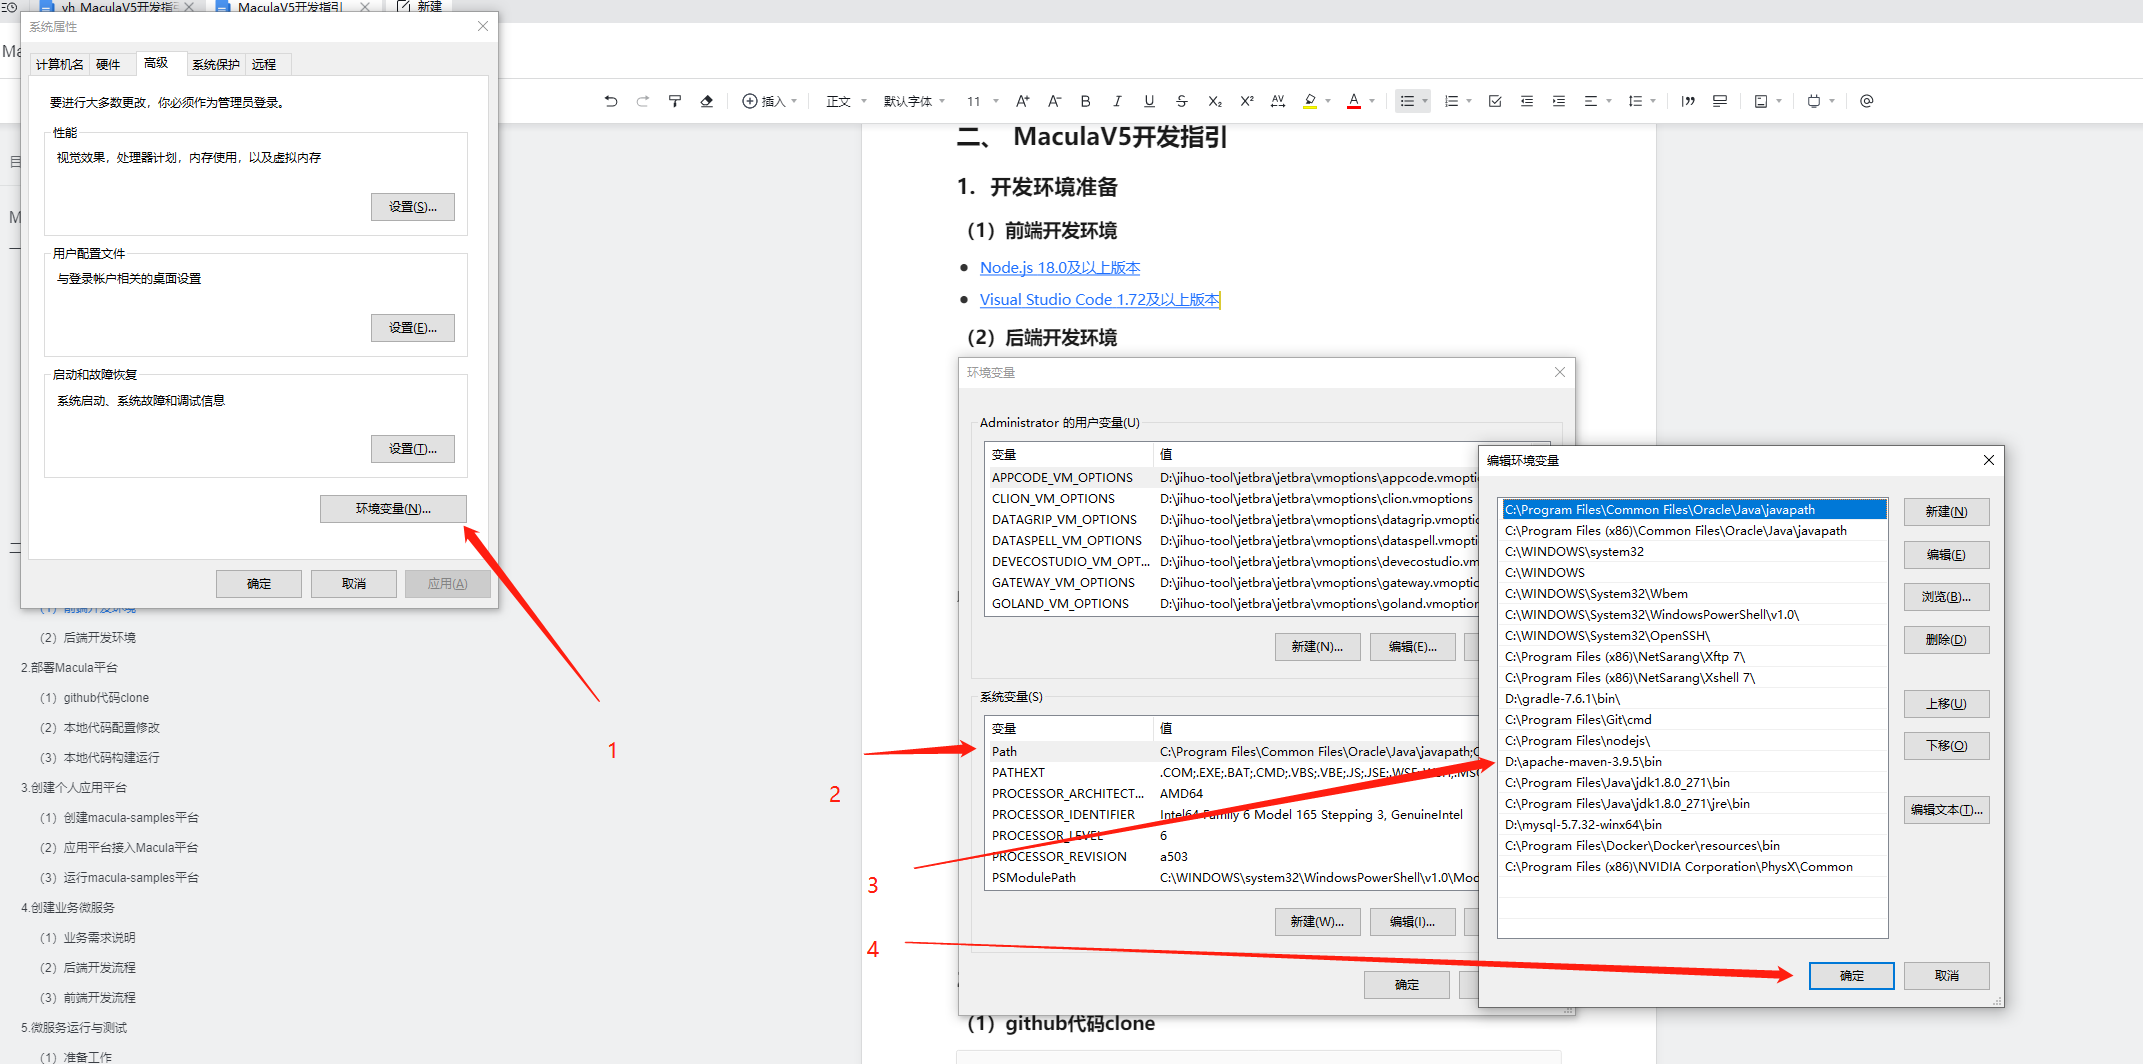 vh_MaculaV5开发指
MaculaV5开发指引
新建
系统属性
计算机名
硬件
高级
系统保护
远程
要进行大多数更改，你必须作为管理员登录。
性能
视觉效果，处理器计划，内存使用，以及虚拟内存
设置(S)...
用户配置文件
与登录帐户相关的桌面设置
设置(E)...
启动和故障恢复
系统启动、系统故障和调试信息
设置(T)...
环境变量(N)...
确定
取消
应用(A)
(1) 前端开发环境
(2) 后端开发环境
2.部署Macula平台
(1) github代码clone
(2) 本地代码配置修改
(3) 本地代码构建运行
3.创建个人应用平台
(1) 创建macula-samples平台
(2) 应用平台接入Macula平台
(3) 运行macula-samples平台
4.创建业务微服务
(1) 业务需求说明
(2) 后端开发流程
(3) 前端开发流程
5.微服务运行与测试
(1) 准备工作
1
2
3
4
插入
正文
默认字体
11
二、 MaculaV5开发指引
1. 开发环境准备
（1）前端开发环境
Node.js 18.0及以上版本
Visual Studio Code 1.72及以上版本
（2）后端开发环境
环境变量
Administrator 的用户变量(U)
变量 值
APPCODE_VM_OPTIONS D:\jihuo-tool\jetbra\jetbra\vmoptions\appcode.vmopti
CLION_VM_OPTIONS D:\jihuo-tool\jetbra\jetbra\vmoptions\clion.vmoptions
DATAGRIP_VM_OPTIONS D:\jihuo-tool\jetbra\jetbra\vmoptions\datagrip.vmoptio
DATASPELL_VM_OPTIONS D:\jihuo-tool\jetbra\jetbra\vmoptions\dataspell.vmopti
DEVECOSTUDIO_VM_OPT... D:\jihuo-tool\jetbra\jetbra\vmoptions\devecostudio.vm
GATEWAY_VM_OPTIONS D:\jihuo-tool\jetbra\jetbra\vmoptions\gateway.vmoptic
GOLAND_VM_OPTIONS D:\jihuo-tool\jetbra\jetbra\vmoptions\goland.vmoption
新建(N)...
编辑(E)...
系统变量(S)
变量 值
Path C:\Program Files\Common Files\Oracle\Java\javapath;C
PATHEXT .COM;.EXE;.BAT;.CMD;.VBS;.VBE;.JS;.JSE;.WSF;.WSH;.MSC
PROCESSOR_ARCHITECT... AMD64
PROCESSOR_IDENTIFIER Intel64 Family 6 Model 165 Stepping 3, GenuineIntel
PROCESSOR_LEVEL 6
PROCESSOR_REVISION a503
PSModulePath C:\WINDOWS\system32\WindowsPowerShell\v1.0\Mod
新建(W)...
编辑(I)...
确定
编辑环境变量
C:\Program Files\Common Files\Oracle\Java\javapath
C:\Program Files (x86)\Common Files\Oracle\Java\javapath
C:\WINDOWS\system32
C:\WINDOWS
C:\WINDOWS\System32\Wbem
C:\WINDOWS\System32\WindowsPowerShell\v1.0\
C:\WINDOWS\System32\OpenSSH\
C:\Program Files (x86)\NetSarang\Xftp 7\
C:\Program Files (x86)\NetSarang\Xshell 7\
D:\gradle-7.6.1\bin\
C:\Program Files\Git\cmd
C:\Program Files\nodejs\
D:\apache-maven-3.9.5\bin
C:\Program Files\Java\jdk1.8.0_271\bin
C:\Program Files\Java\jdk1.8.0_271\jre\bin
D:\mysql-5.7.32-winx64\bin
C:\Program Files\Docker\Docker\resources\bin
C:\Program Files (x86)\NVIDIA Corporation\PhysX\Common
新建(N)
编辑(E)
浏览(B)...
删除(D)
上移(U)
下移(O)
编辑文本(T)...
确定
取消
（1）github代码clone